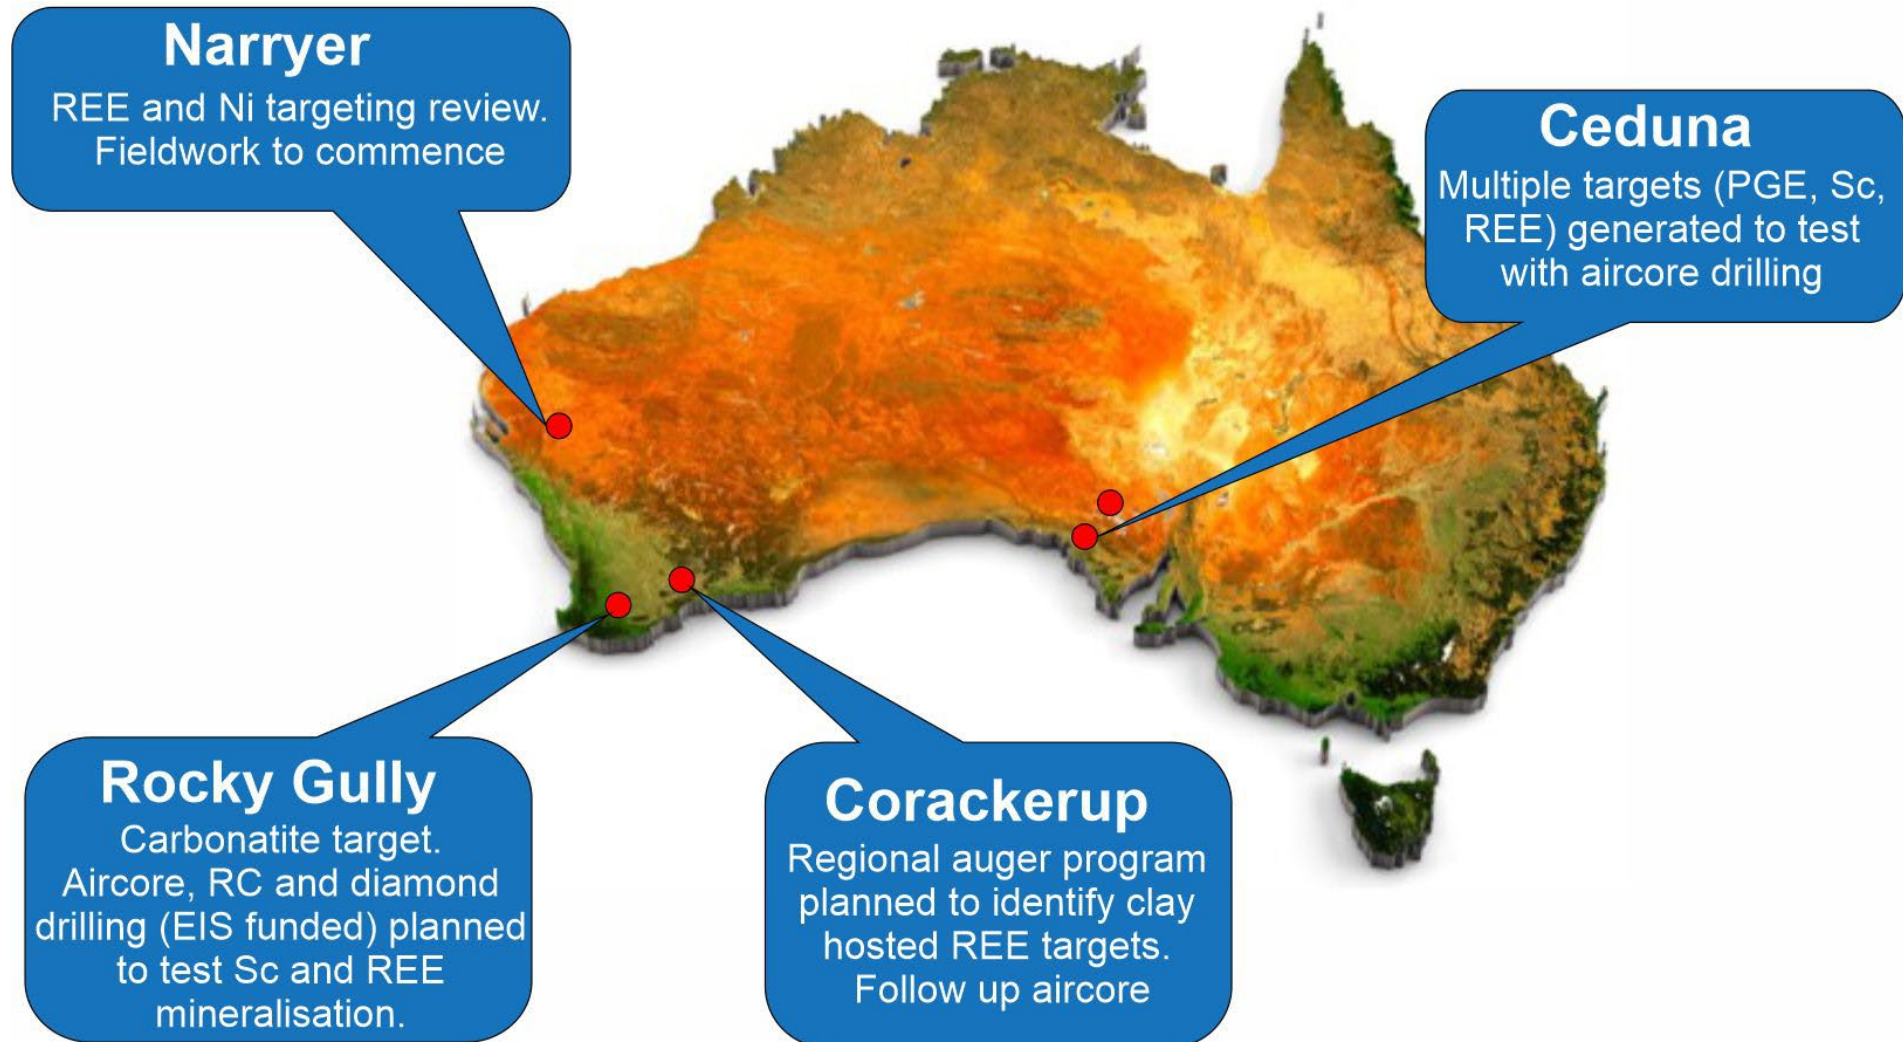 Narryer
REE and Ni targeting review.
Fieldwork to commence
Ceduna
Multiple targets (PGE, Sc,
REE) generated to test
with aircore drilling
Rocky Gully
Carbonatite target.
Aircore, RC and diamond
drilling (EIS funded) planned
to test Sc and REE
mineralisation.
Corackerup
Regional auger program
planned to identify clay
hosted REE targets.
Follow up aircore